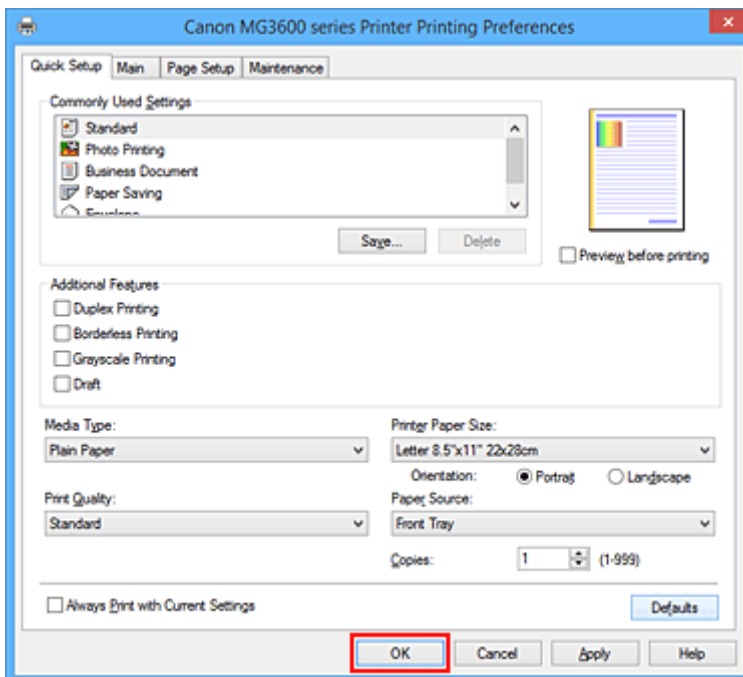 Canon MG3600 series Printer Printing Preferences
Quick Setup Main Page Setup Maintenance
Commonly Used Settings
Standard
Photo Printing
Business Document
Paper Saving
Envelope
Save... Delete
Preview before printing
Additional Features
Duplex Printing
Borderless Printing
Grayscale Printing
Draft
Media Type:
Plain Paper
Printer Paper Size:
Letter 8.5"x11" 22x28cm
Orientation: Portrait Landscape
Print Quality:
Standard
Paper Source:
Front Tray
Copies: 1 (1-999)
Always Print with Current Settings
Defaults
OK Cancel Apply Help